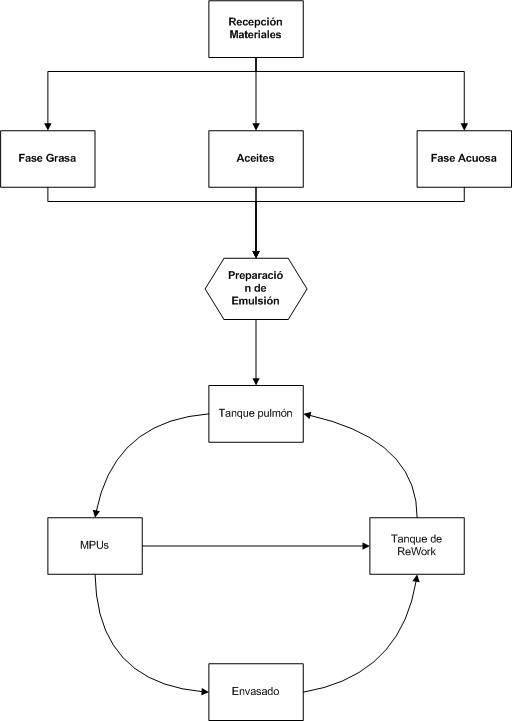 Recepción
Materiales
Fase Grasa
Aceites
Fase Acuosa
Preparació
n de
Emulsión
Tanque pulmón
MPUs
Tanque de
ReWork
Envasado